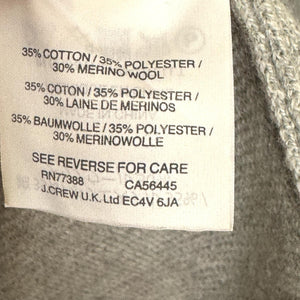 35% COTTON / 35% POLYESTER /
30% MERINO WOOL
35% COTON / 35% POLYESTER /
30% LAINE DE MERINOS
35% BAUMWOLLE / 35% POLYESTER /
30% MERINOWOLLE
SEE REVERSE FOR CARE
RN77388 CA56445
J.CREW U.K. Ltd EC4V 6JA